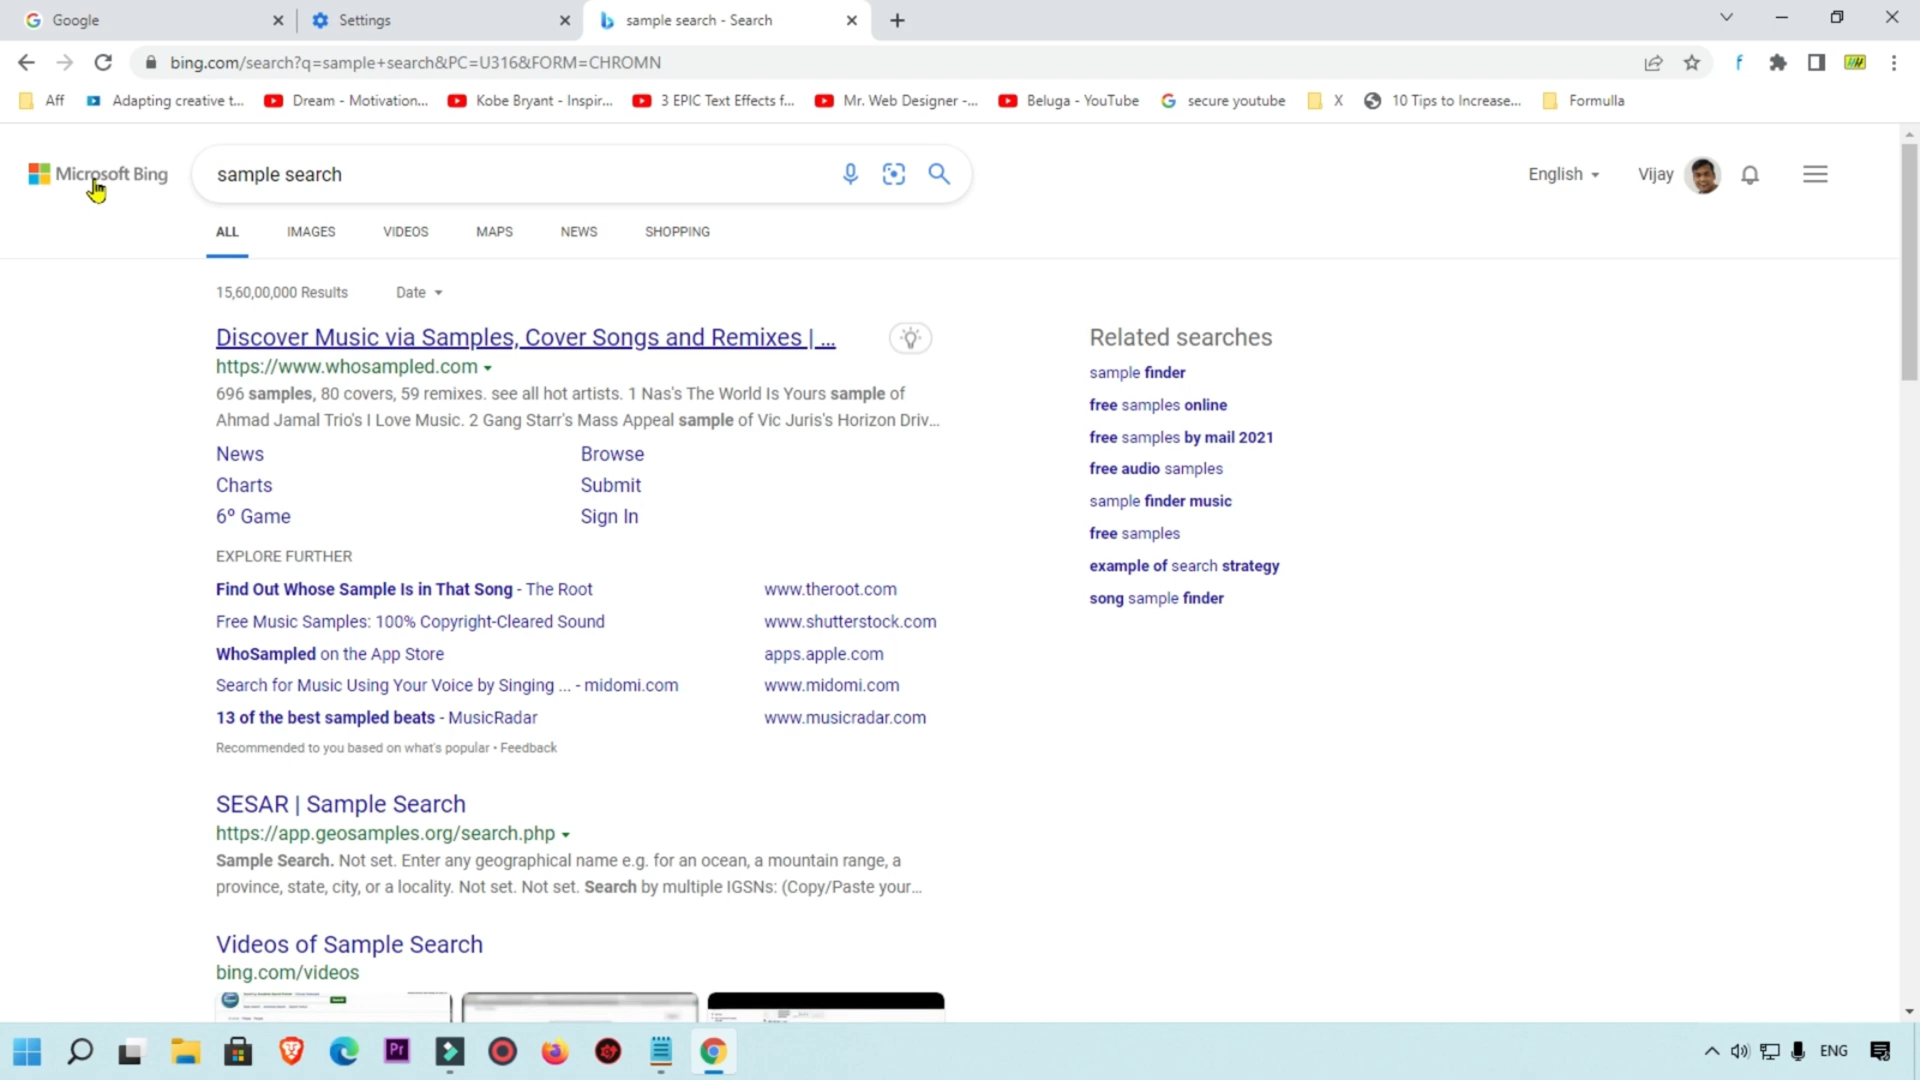 Google
Settings
sample search - Search
bing.com/search?q=sample+search&PC=U316&FORM=CHROMN
Aff
Adapting creative t...
Dream - Motivation...
Kobe Bryant - Inspir...
3 EPIC Text Effects f...
Mr. Web Designer -...
Beluga - YouTube
secure youtube
X
10 Tips to Increase...
Formulla
Microsoft Bing
sample search
English
Vijay
ALL
IMAGES
VIDEOS
MAPS
NEWS
SHOPPING
15,60,00,000 Results
Date
Discover Music via Samples, Cover Songs and Remixes | ...
https://www.whosampled.com
696 samples, 80 covers, 59 remixes. see all hot artists. 1 Nas's The World Is Yours sample of
Ahmad Jamal Trio's I Love Music. 2 Gang Starr's Mass Appeal sample of Vic Juris's Horizon Driv...
News
Browse
Charts
Submit
6º Game
Sign In
EXPLORE FURTHER
Find Out Whose Sample Is in That Song - The Root
www.theroot.com
Free Music Samples: 100% Copyright-Cleared Sound
www.shutterstock.com
WhoSampled on the App Store
apps.apple.com
Search for Music Using Your Voice by Singing ... - midomi.com
www.midomi.com
13 of the best sampled beats - MusicRadar
www.musicradar.com
Recommended to you based on what's popular • Feedback
SESAR | Sample Search
https://app.geosamples.org/search.php
Sample Search. Not set. Enter any geographical name e.g. for an ocean, a mountain range, a
province, state, city, or a locality. Not set. Not set. Search by multiple IGSNs: (Copy/Paste your...
Videos of Sample Search
bing.com/videos
Related searches
sample finder
free samples online
free samples by mail 2021
free audio samples
sample finder music
free samples
example of search strategy
song sample finder
Pr
ENG